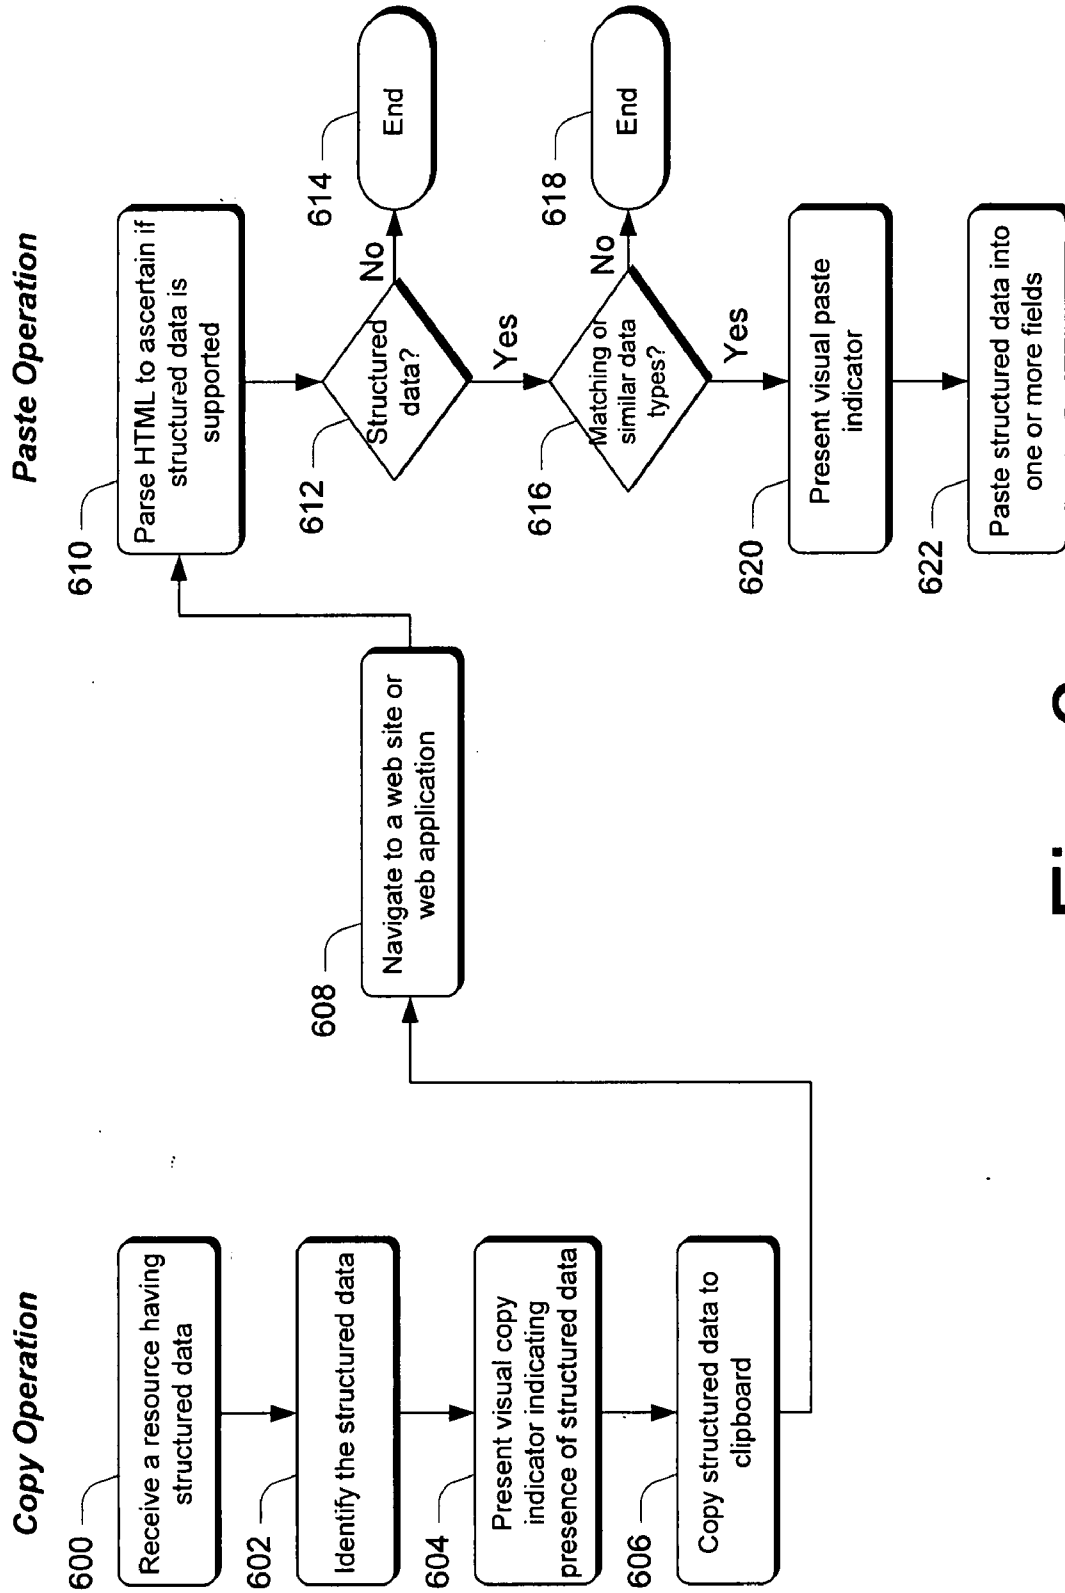 Copy Operation
600
Receive a resource having
structured data
602
Identify the structured data
604
Present visual copy
indicator indicating
presence of structured data
606
Copy structured data to
clipboard
608
Navigate to a web site or
web application
Paste Operation
610
Parse HTML to ascertain if
structured data is
supported
612
Structured
data?
No
614
End
Yes
616
Matching or
similar data
types?
No
618
End
Yes
620
Present visual paste
indicator
622
Paste structured data into
one or more fields